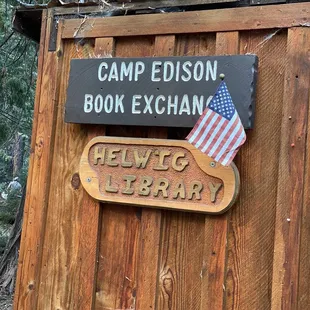 CAMP EDISON
BOOK EXCHANG
HELWIG
LIBRARY